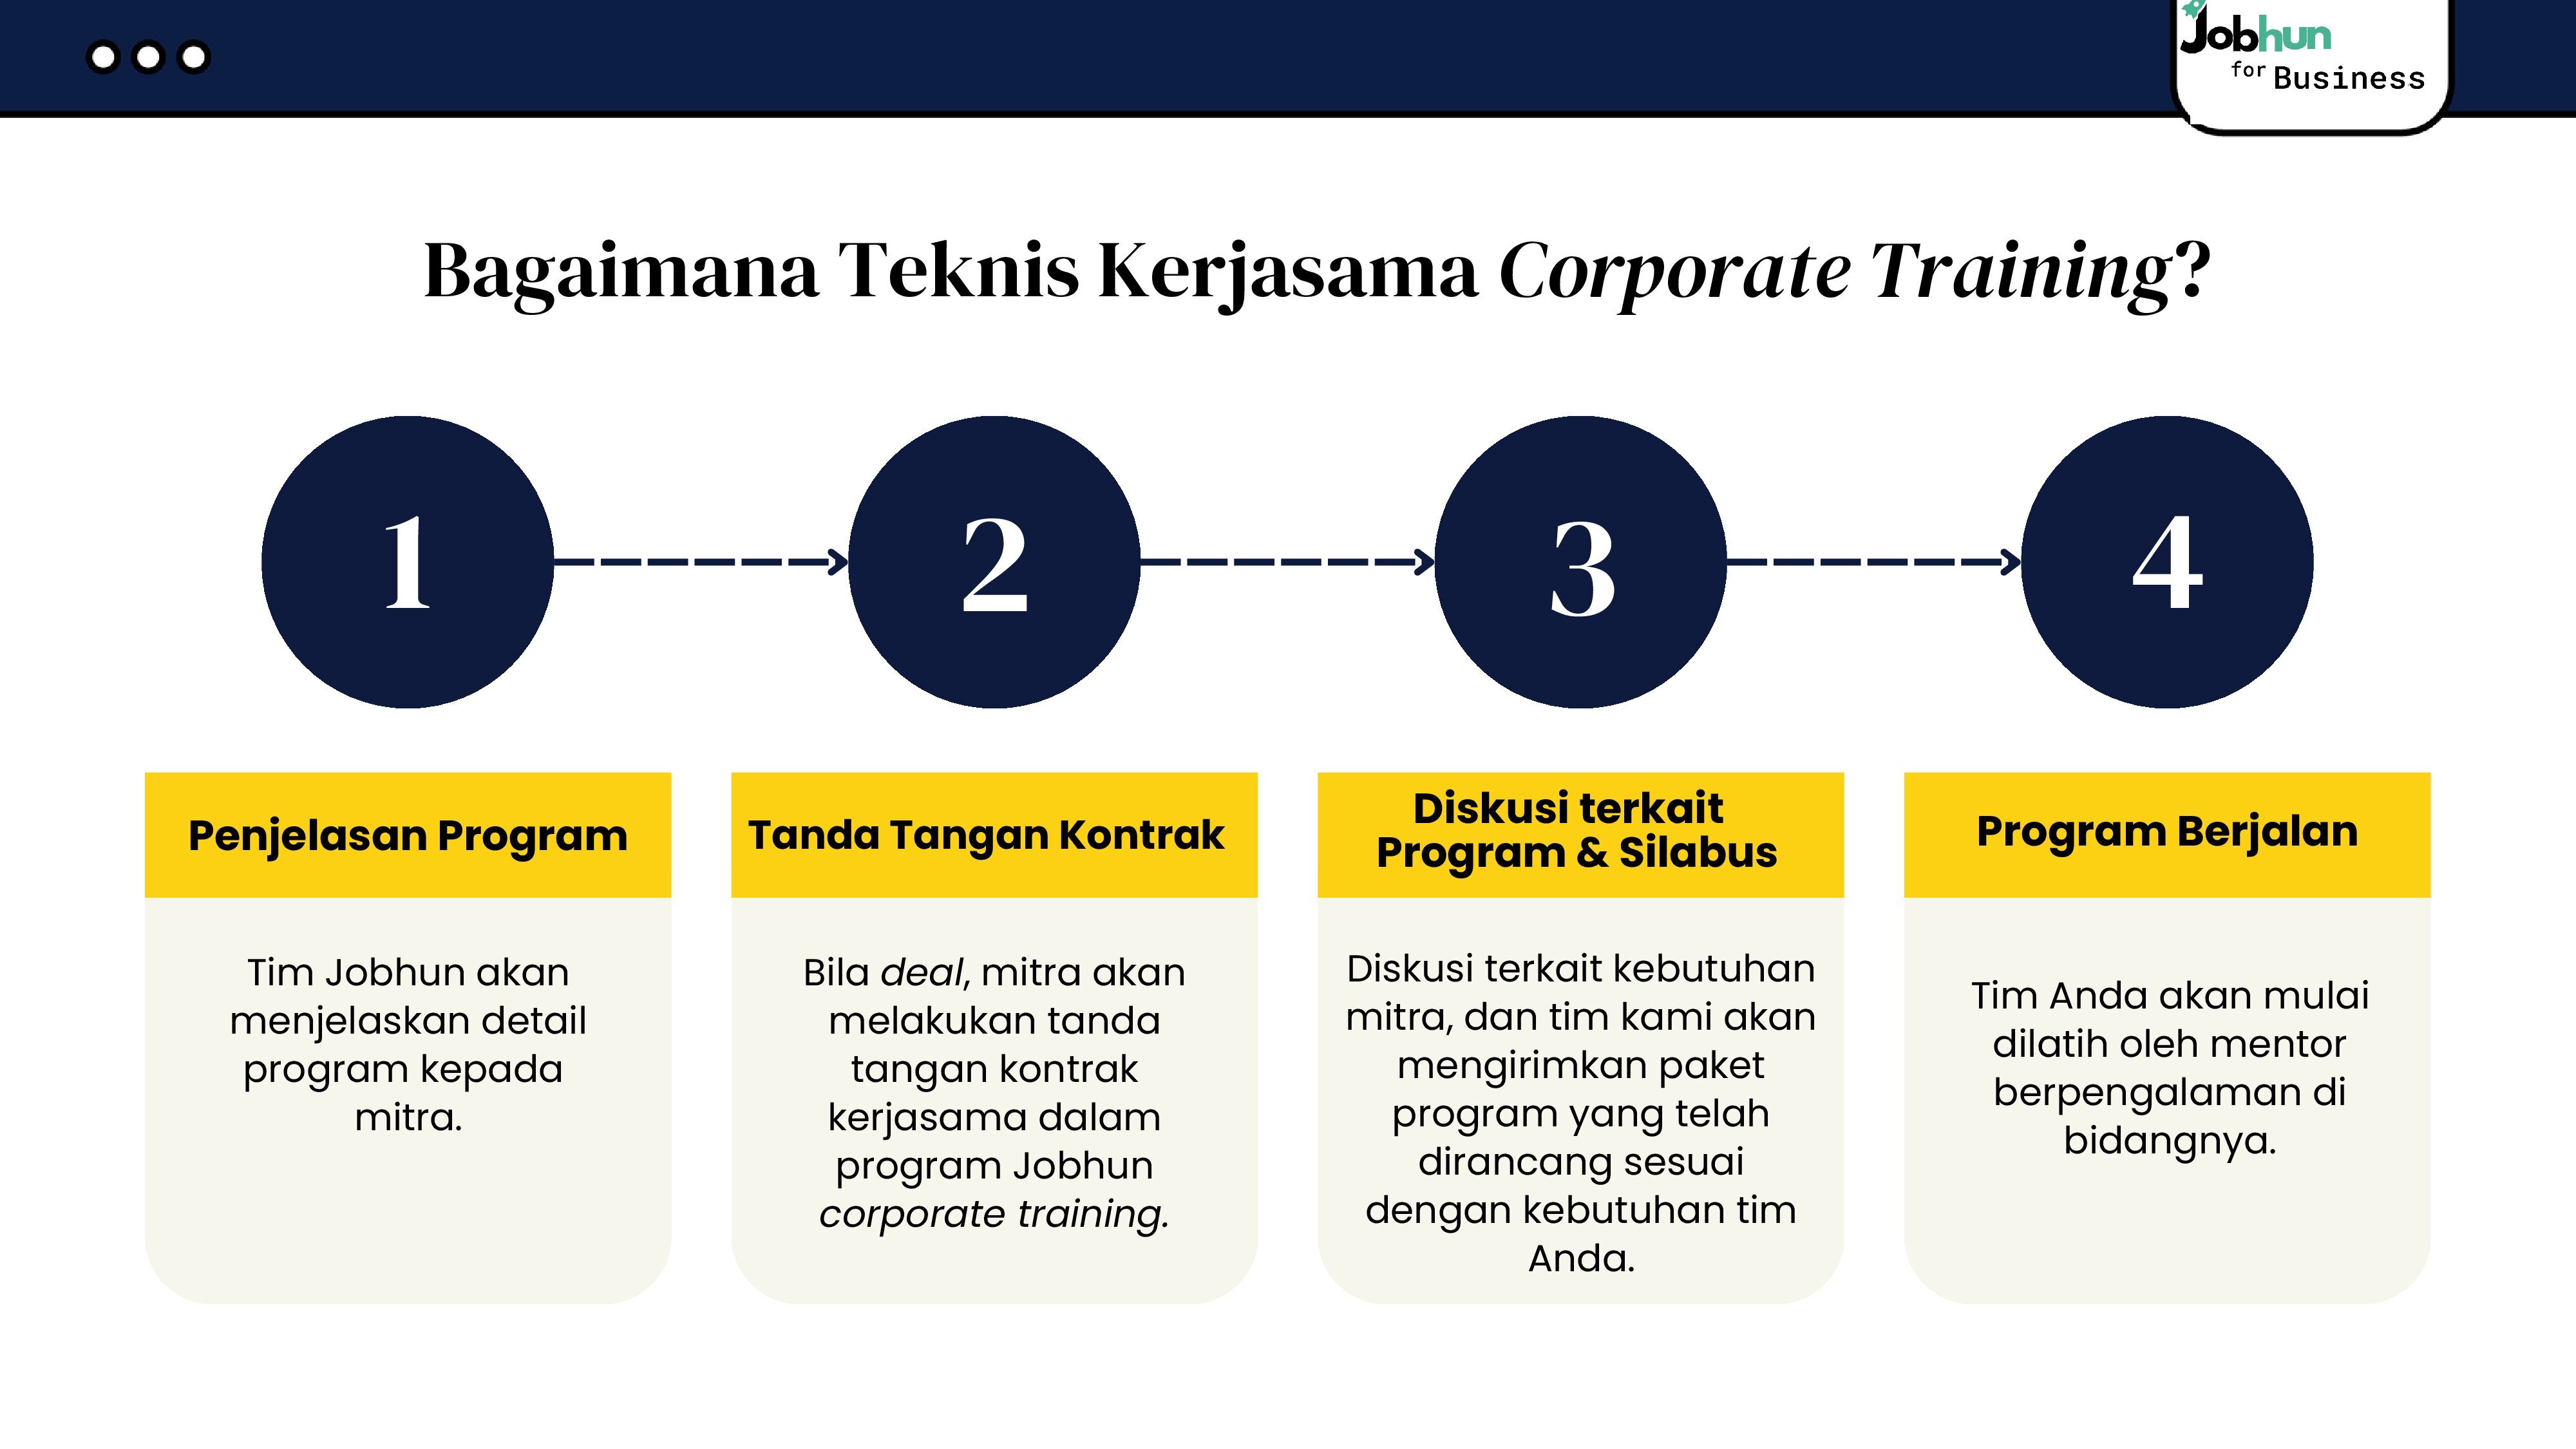 Jobhun
for Business
Bagaimana Teknis Kerjasama Corporate Training?
1
2
3
4
Penjelasan Program
Tim Jobhun akan
menjelaskan detail
program kepada
mitra.
Tanda Tangan Kontrak
Bila deal, mitra akan
melakukan tanda
tangan kontrak
kerjasama dalam
program Jobhun
corporate training.
Diskusi terkait
Program & Silabus
Diskusi terkait kebutuhan
mitra, dan tim kami akan
mengirimkan paket
program yang telah
dirancang sesuai
dengan kebutuhan tim
Anda.
Program Berjalan
Tim Anda akan mulai
dilatih oleh mentor
berpengalaman di
bidangnya.